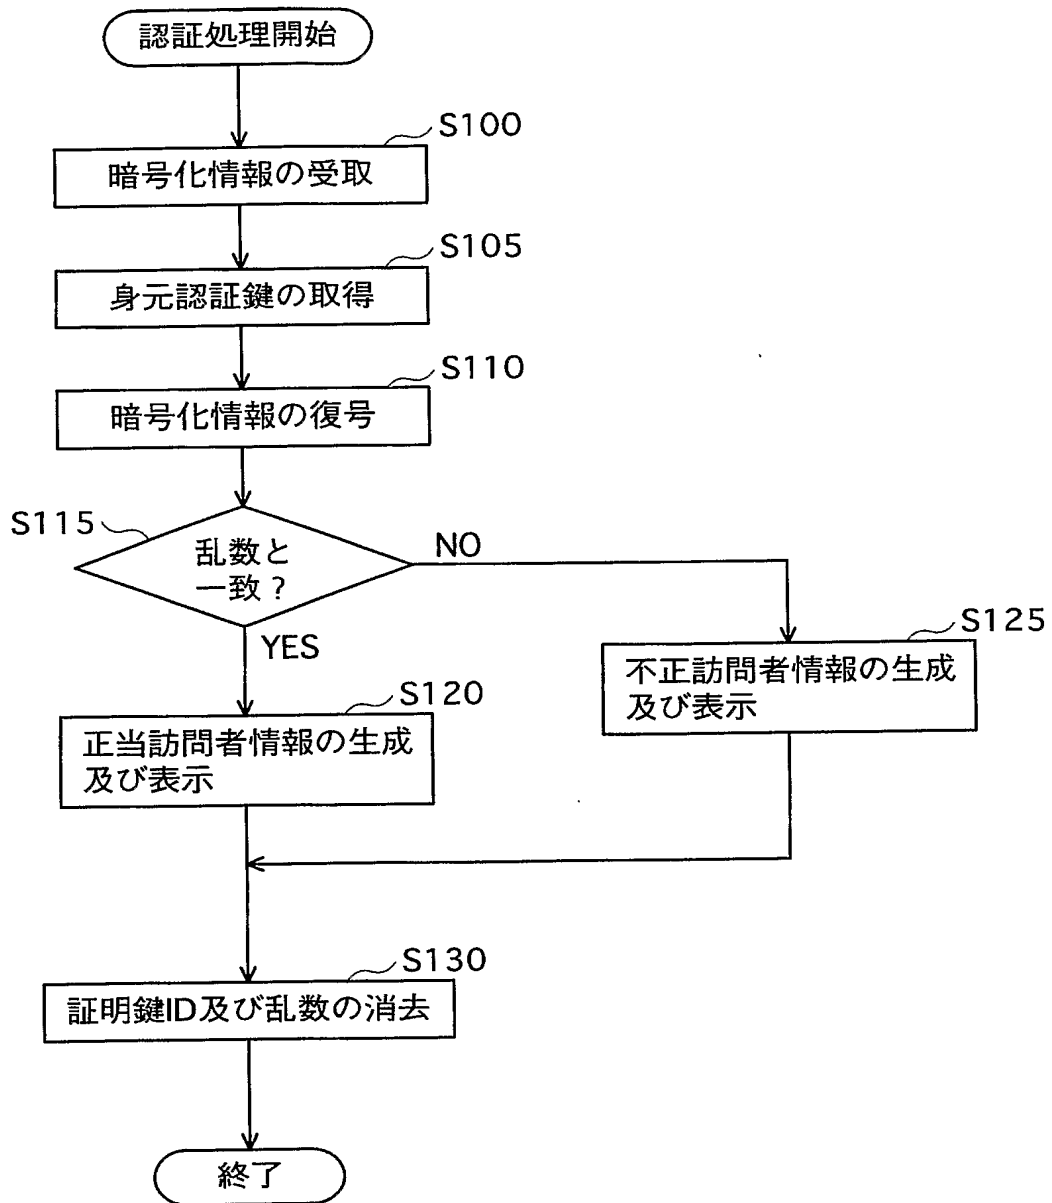 認証処理開始
S100
暗号化情報の受取
S105
身元認証鍵の取得
S110
暗号化情報の復号
S115
乱数と
一致？
NO
YES
S125
不正訪問者情報の生成
及び表示
S120
正当訪問者情報の生成
及び表示
S130
証明鍵ID及び乱数の消去
終了